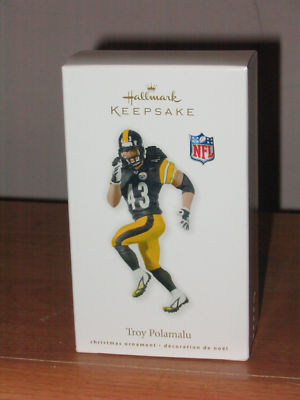 Hallmark
KEEPSAKE
NFL
43
Troy Polamalu
christmas ornament • décoration de noël